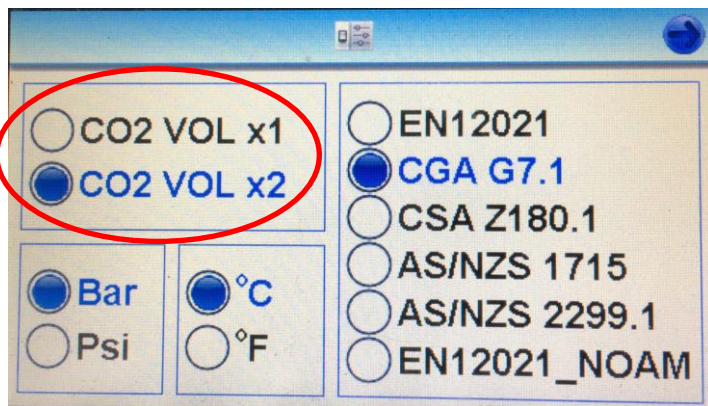 CO2 VOL x1
CO2 VOL x2
Bar
Psi
°C
°F
EN12021
CGA G7.1
CSA Z180.1
AS/NZS 1715
AS/NZS 2299.1
EN12021_NOAM